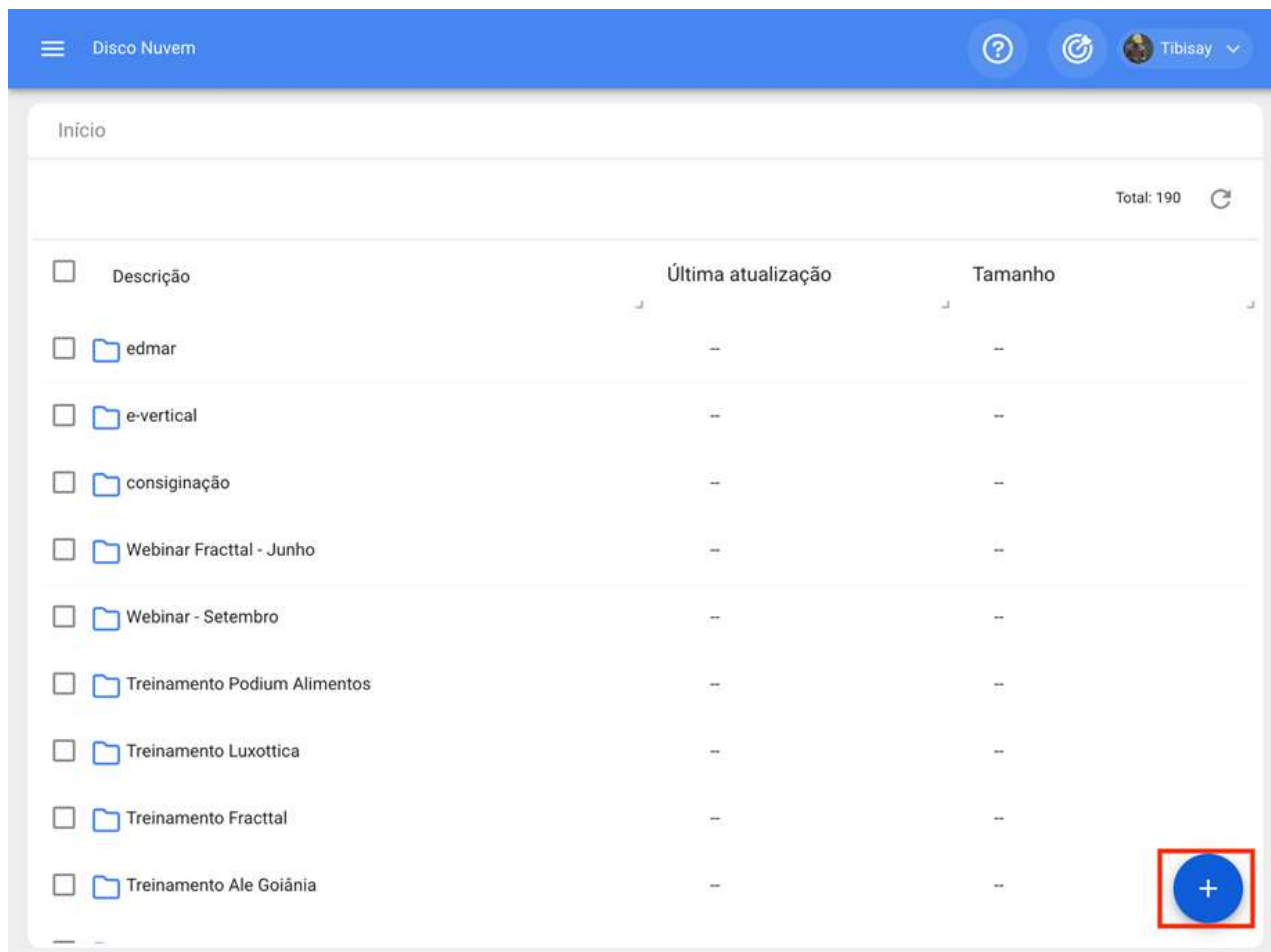 Disco Nuvem
Tibisay
Início
Total: 190
Descrição Última atualização Tamanho
edmar -- --
e-vertical -- --
consiginação -- --
Webinar Fracttal - Junho -- --
Webinar - Setembro -- --
Treinamento Podium Alimentos -- --
Treinamento Luxottica -- --
Treinamento Fracttal -- --
Treinamento Ale Goiânia -- --